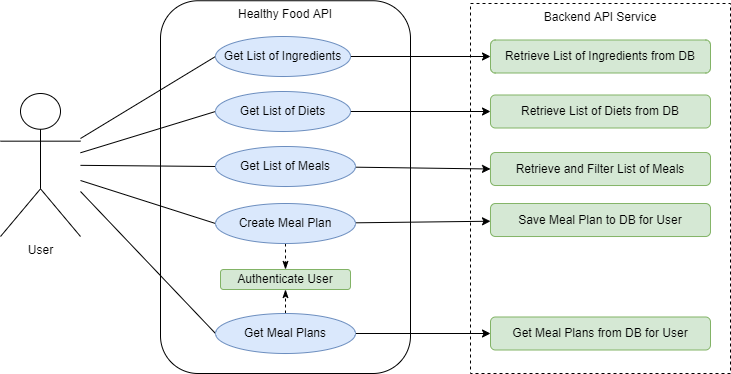 Healthy Food API
Backend API Service
Get List of Ingredients
Retrieve List of Ingredients from DB
Get List of Diets
Retrieve List of Diets from DB
Get List of Meals
Retrieve and Filter List of Meals
Create Meal Plan
Save Meal Plan to DB for User
User
Authenticate User
Get Meal Plans
Get Meal Plans from DB for User